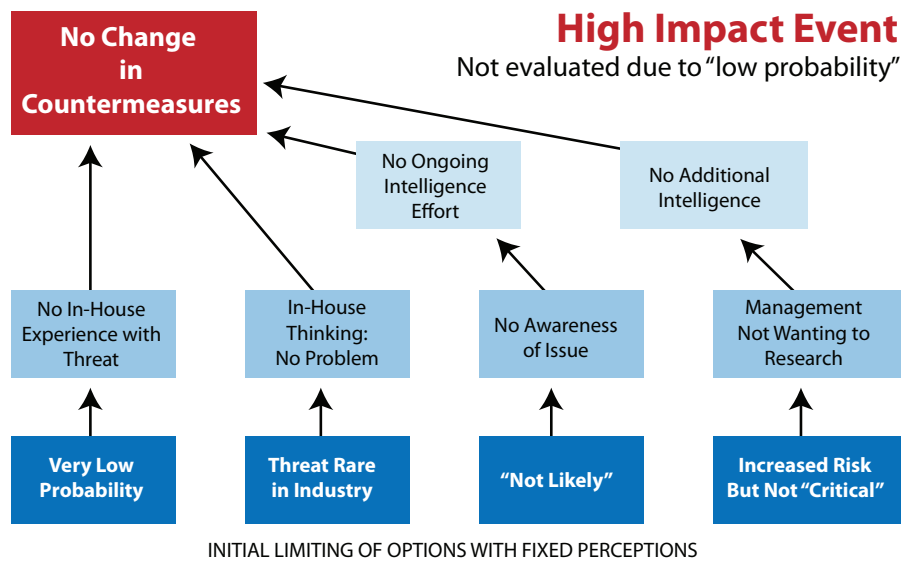 No Change
in
Countermeasures
High Impact Event
Not evaluated due to “low probability”
No Ongoing
Intelligence
Effort
No Additional
Intelligence
No In-House
Experience with
Threat
In-House
Thinking:
No Problem
No Awareness
of Issue
Management
Not Wanting to
Research
Very Low
Probability
Threat Rare
in Industry
“Not Likely”
Increased Risk
But Not “Critical”
INITIAL LIMITING OF OPTIONS WITH FIXED PERCEPTIONS